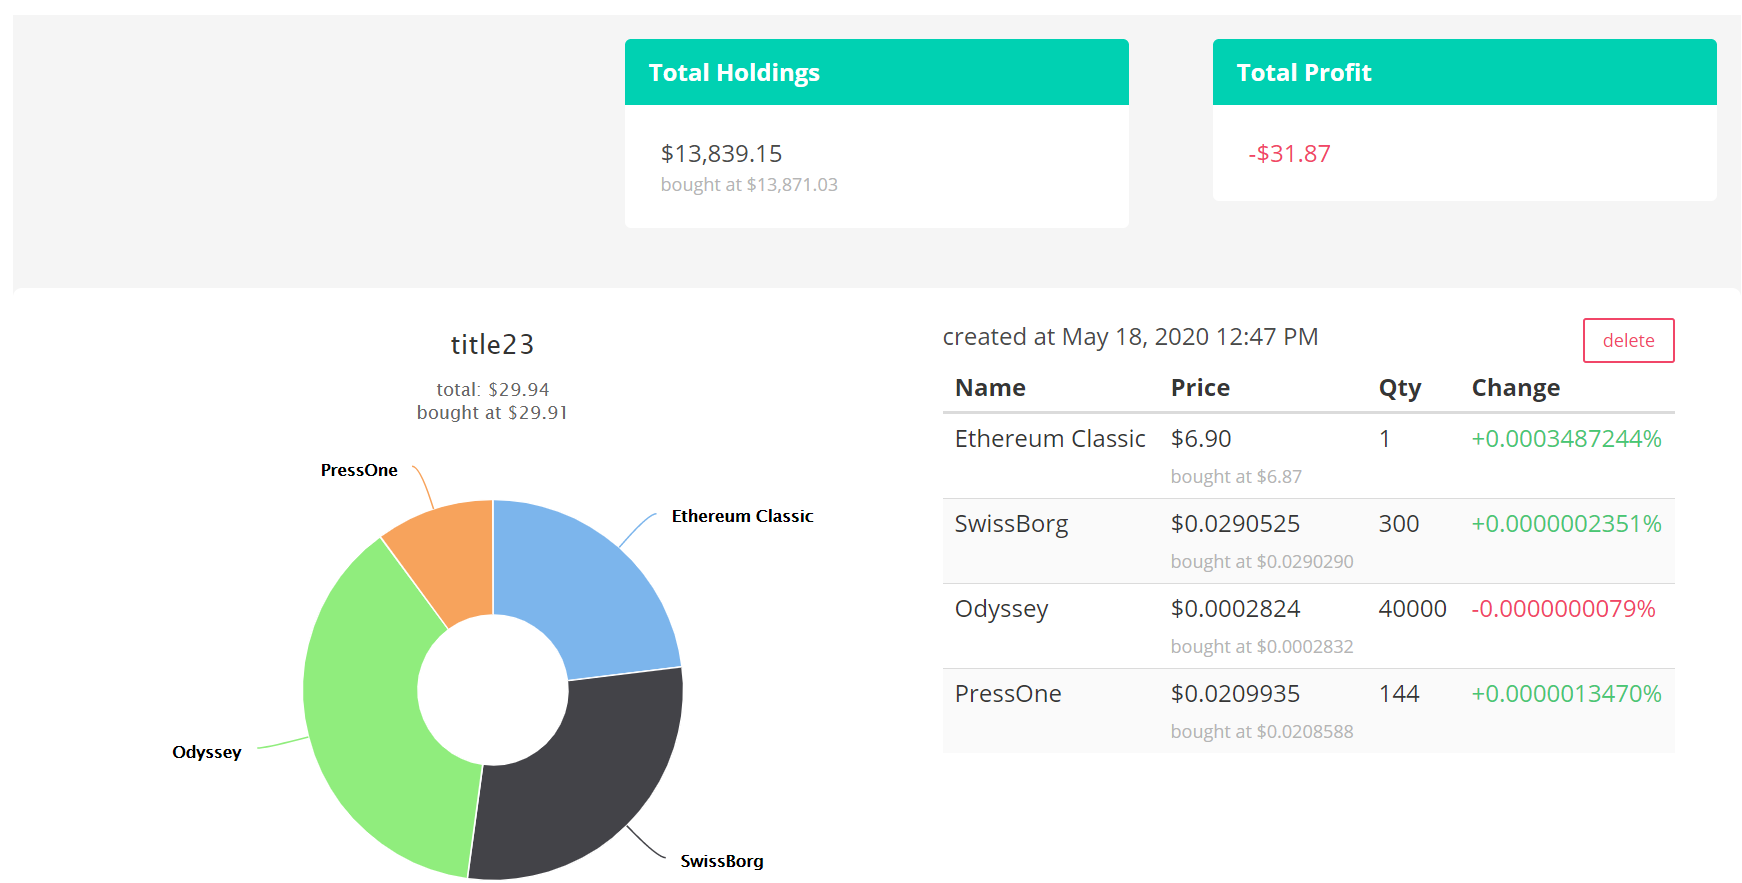 Total Holdings
$13,839.15
bought at $13,871.03
Total Profit
-$31.87
title23
total: $29.94
bought at $29.91
PressOne
Ethereum Classic
Odyssey
SwissBorg
created at May 18, 2020 12:47 PM
delete
Name Price Qty Change
Ethereum Classic $6.90 1 +0.0003487244%
bought at $6.87
SwissBorg $0.0290525 300 +0.0000002351%
bought at $0.0290290
Odyssey $0.0002824 40000 -0.0000000079%
bought at $0.0002832
PressOne $0.0209935 144 +0.0000013470%
bought at $0.0208588